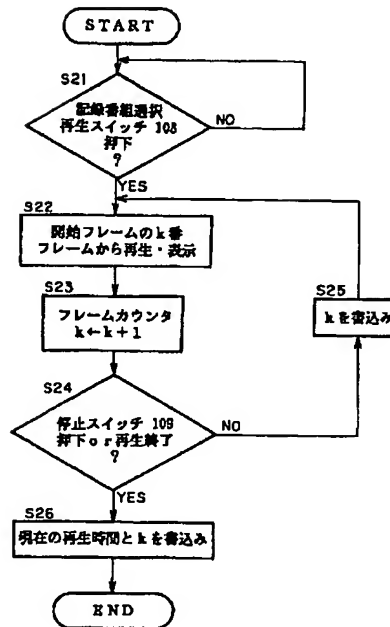 START
S21
記録番組選択
再生スイッチ 108
押下
?
NO
YES
S22
開始フレームのk番
フレームから再生・表示
S23
フレームカウンタ
k←k+1
S25
kを書込み
S24
停止スイッチ 109
押下or再生終了
?
NO
YES
S26
現在の再生時間とkを書込み
END